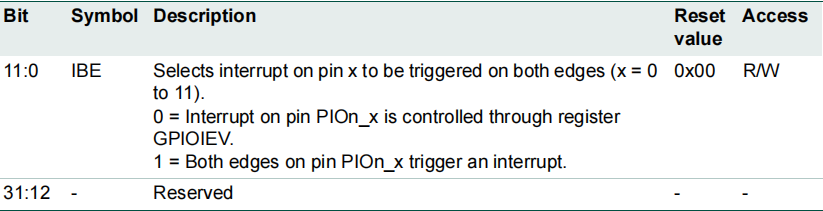 Bit Symbol Description Reset value Access
11:0 IBE Selects interrupt on pin x to be triggered on both edges (x = 0 0x00 R/W
to 11).
0 = Interrupt on pin PIOn_x is controlled through register
GPIOIEV.
1 = Both edges on pin PIOn_x trigger an interrupt.
31:12 - Reserved - -